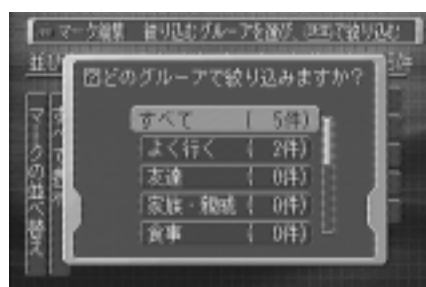 マーク編集 絞り込むグループを選び、決定で絞り込む
どのグループで絞り込みますか?
すべて ( 5件)
よく行く ( 2件)
友達 ( 0件)
家族・親戚 ( 0件)
食事 ( 0件)
マークの並べ替え